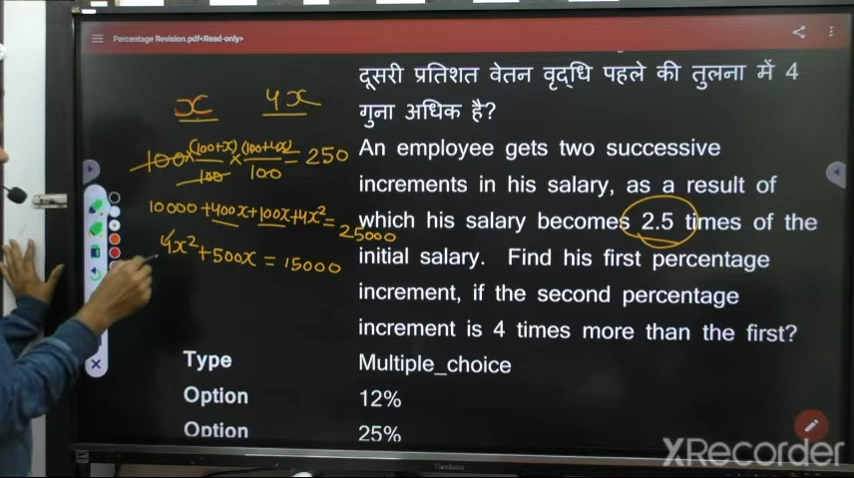 Percentage Revision.pdf<Read-only>
दूसरी प्रतिशत वेतन वृद्धि पहले की तुलना में 4
गुना अधिक है?
x 4x
100×(100+x)/100×(100+4x)/100=250
10000+400x+100x+4x²=25000
4x²+500x=15000
An employee gets two successive
increments in his salary, as a result of
which his salary becomes 2.5 times of the
initial salary. Find his first percentage
increment, if the second percentage
increment is 4 times more than the first?
Type Multiple_choice
Option 12%
Option 25%
ViewSonic
XRecorder